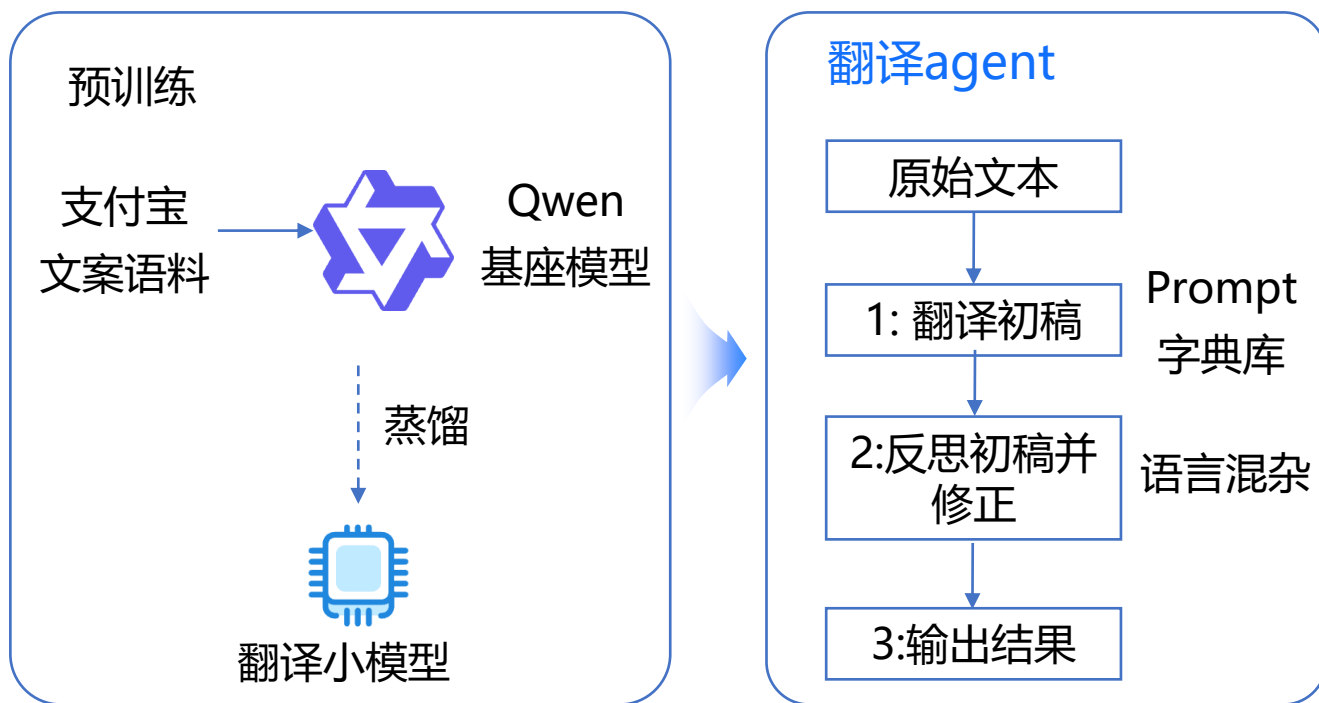 预训练
支付宝
文案语料
Qwen
基座模型
蒸馏
翻译小模型
翻译agent
原始文本
1: 翻译初稿
Prompt
字典库
2:反思初稿并
修正
语言混杂
3:输出结果